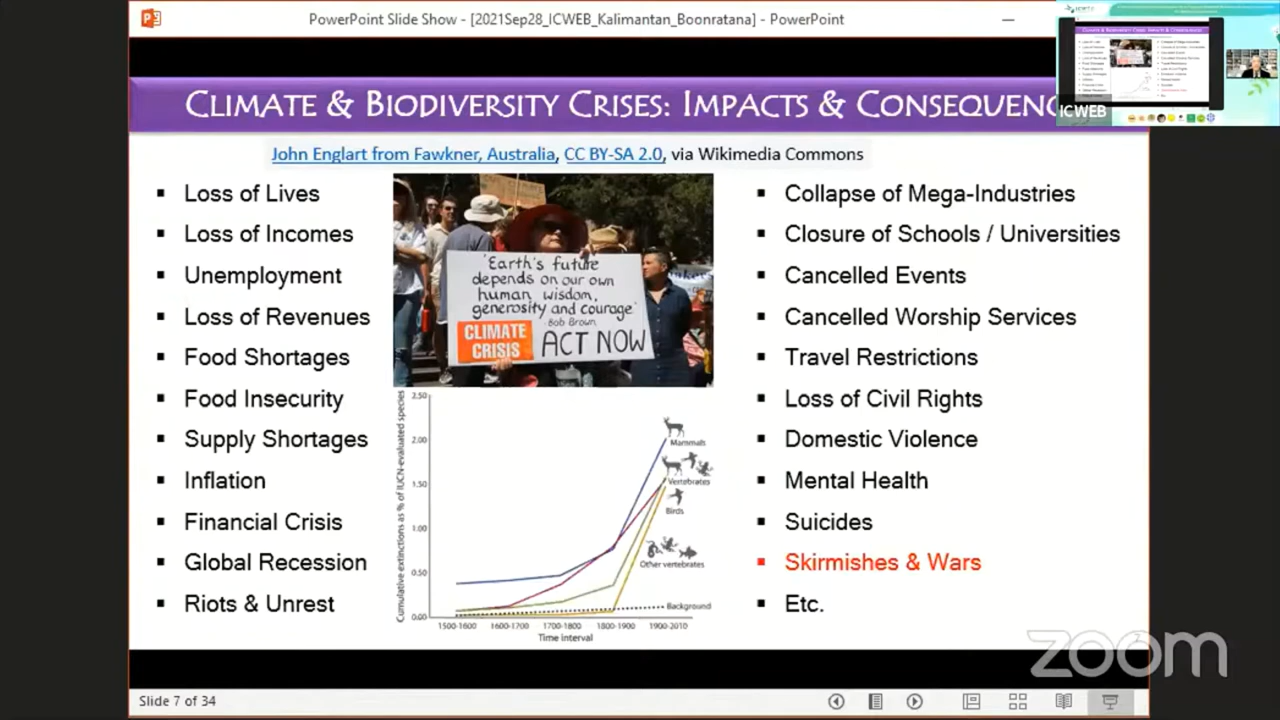 PowerPoint Slide Show - [2021Sep28_ICWEB_Kalimantan_Boonratana] - PowerPoint
ICWEB
CLIMATE & BIODIVERSITY CRISES: IMPACTS & CONSEQUENC
John Englart from Fawkner, Australia, CC BY-SA 2.0, via Wikimedia Commons
Loss of Lives
Loss of Incomes
Unemployment
Loss of Revenues
Food Shortages
Food Insecurity
Supply Shortages
Inflation
Financial Crisis
Global Recession
Riots & Unrest
'Earth's future
depends on our own
human wisdom,
generosity and courage'
-Bob Brown
CLIMATE
CRISIS
ACT NOW
Cumulative extinctions as % of IUCN-evaluated species
2.50
2.00
1.50
1.00
0.50
0.00
Mammals
Vertebrates
Birds
Other vertebrates
Background
1500-1600 1600-1700 1700-1800 1800-1900 1900-2010
Time interval
Collapse of Mega-Industries
Closure of Schools / Universities
Cancelled Events
Cancelled Worship Services
Travel Restrictions
Loss of Civil Rights
Domestic Violence
Mental Health
Suicides
Skirmishes & Wars
Etc.
zoom
Slide 7 of 34